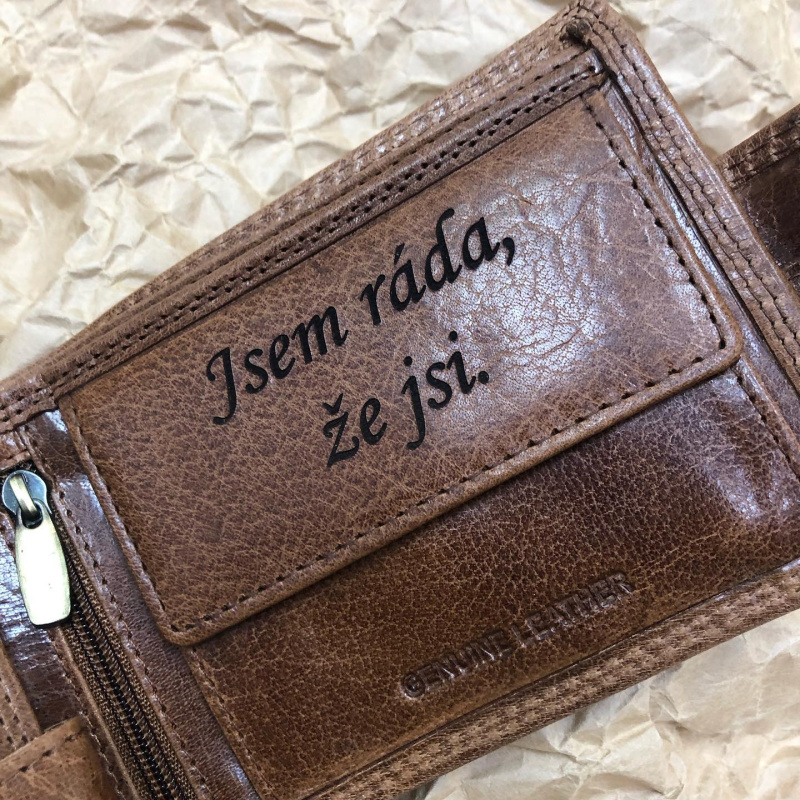 Jsem ráda,
že jsi.
GENUINE LEATHER